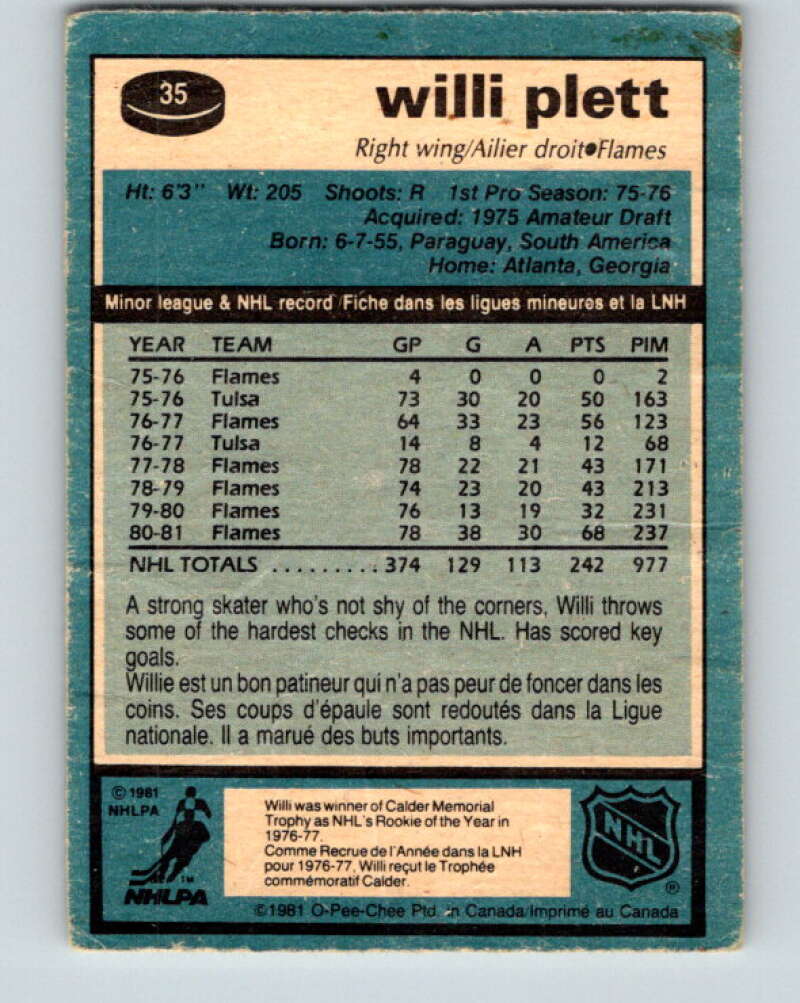 35
willi plett
Right wing/Ailier droit●Flames
Ht: 6'3" Wt: 205 Shoots: R 1st Pro Season: 75-76
Acquired: 1975 Amateur Draft
Born: 6-7-55, Paraguay, South America
Home: Atlanta, Georgia
Minor league & NHL record/Fiche dans les ligues mineures et la LNH
YEAR TEAM GP G A PTS PIM
75-76 Flames 4 0 0 0 2
75-76 Tulsa 73 30 20 50 163
76-77 Flames 64 33 23 56 123
76-77 Tulsa 14 8 4 12 68
77-78 Flames 78 22 21 43 171
78-79 Flames 74 23 20 43 213
79-80 Flames 76 13 19 32 231
80-81 Flames 78 38 30 68 237
NHL TOTALS ......... 374 129 113 242 977
A strong skater who's not shy of the corners, Willi throws
some of the hardest checks in the NHL. Has scored key
goals.
Willie est un bon patineur qui n'a pas peur de foncer dans les
coins. Ses coups d'épaule sont redoutés dans la Ligue
nationale. Il a marué des buts importants.
© 1981
NHLPA
TM
NHLPA
Willi was winner of Calder Memorial
Trophy as NHL's Rookie of the Year in
1976-77.
Comme Recrue de l'Année dans la LNH
pour 1976-77, Willi reçut le Trophée
commémoratif Calder.
NHL
®
© 1981 O-Pee-Chee Ptd. in Canada/Imprimé au Canada